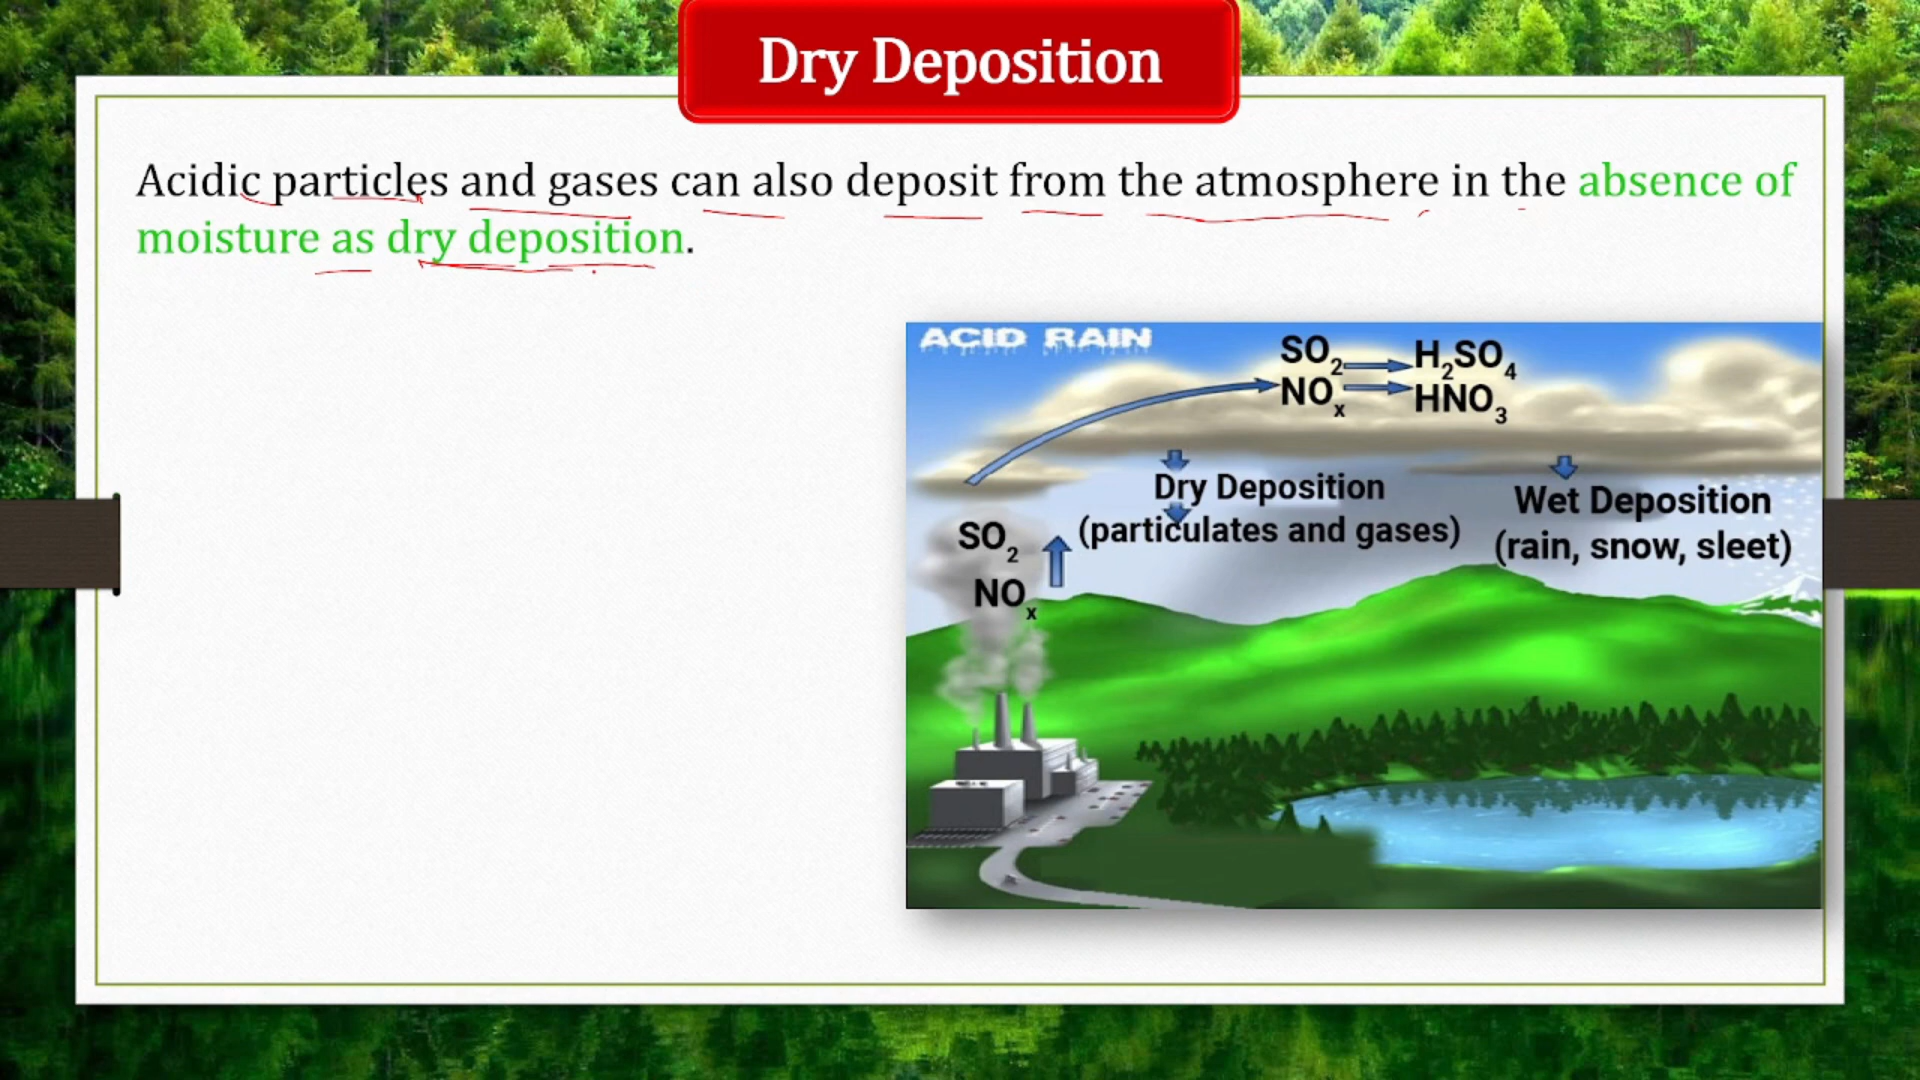 Dry Deposition
Acidic particles and gases can also deposit from the atmosphere in the absence of
moisture as dry deposition.
ACID RAIN
SO₂ → H₂SO₄
NOₓ → HNO₃
Dry Deposition
(particulates and gases)
Wet Deposition
(rain, snow, sleet)
SO₂
NOₓ